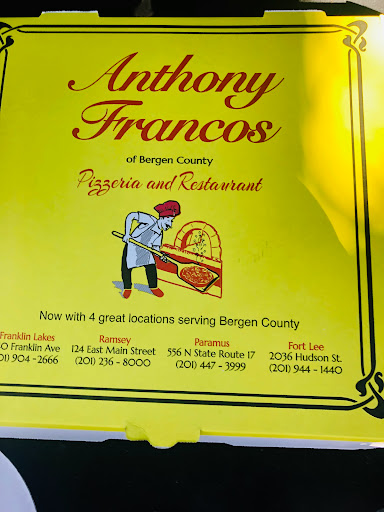 Anthony
Francos
of Bergen County
Pizzeria and Restaurant
Now with 4 great locations serving Bergen County
Franklin Lakes Ramsey Paramus Fort Lee
Franklin Ave 124 East Main Street 556 N State Route 17 2036 Hudson St.
904-2666 (201) 236-8000 (201) 447-3999 (201) 944-1440